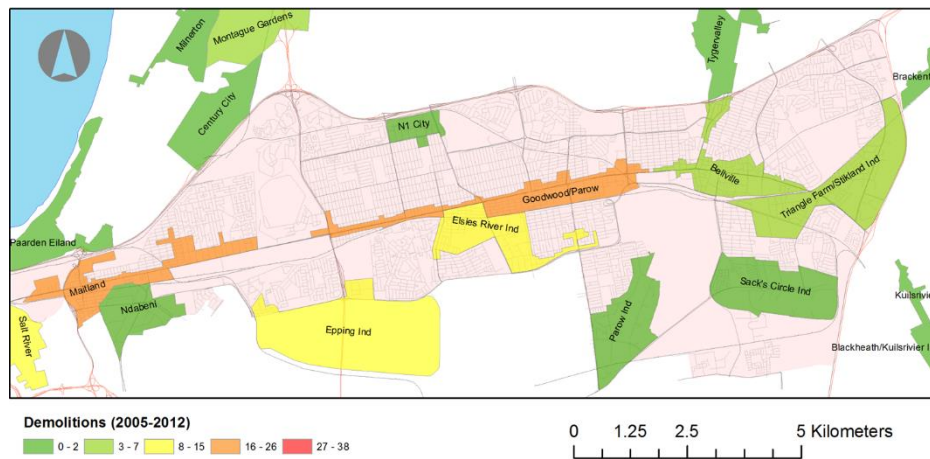 Milnerton
Montague Gardens
Tygervalley
Brackenf
Century City
N1 City
Bellville
Triangle Farm/Stikland Ind
Goodwood/Parow
Elsies River Ind
Paarden Eiland
Maitland
Ndabeni
Sack's Circle Ind
Salt River
Epping Ind
Parow Ind
Kuilsrivier
Blackheath/Kuilsrivier I
Demolitions (2005-2012)
0 - 2 3 - 7 8 - 15 16 - 26 27 - 38
0 1.25 2.5 5 Kilometers